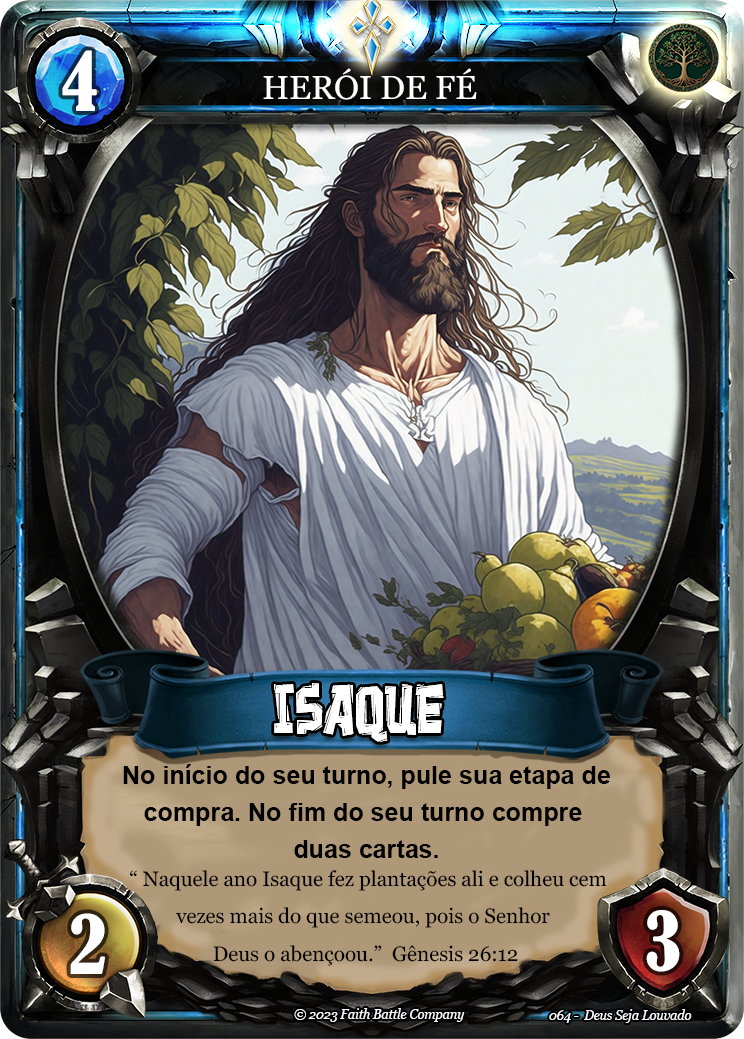 4
HERÓI DE FÉ
ISAQUE
No início do seu turno, pule sua etapa de
compra. No fim do seu turno compre
duas cartas.
“ Naquele ano Isaque fez plantações ali e colheu cem
vezes mais do que semeou, pois o Senhor
Deus o abençoou.” Gênesis 26:12
2
3
© 2023 Faith Battle Company
064 - Deus Seja Louvado